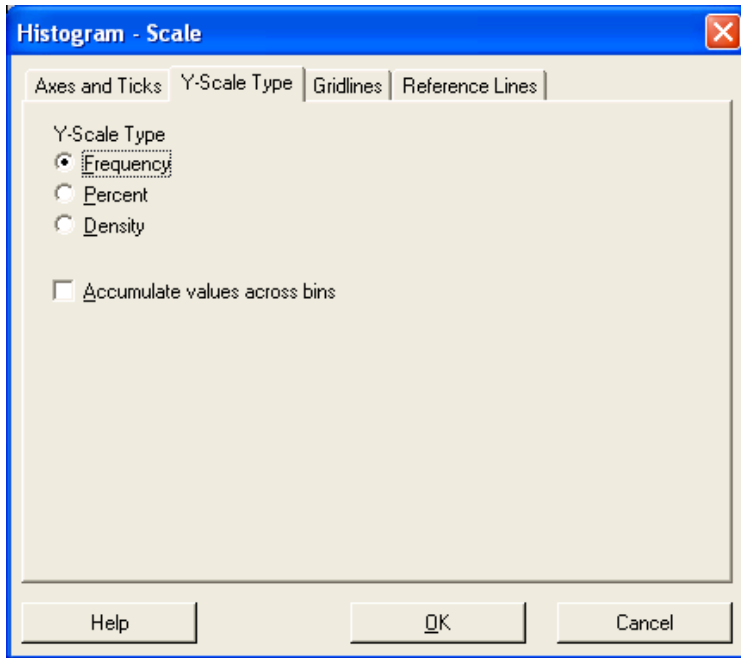 Histogram - Scale
Axes and Ticks Y-Scale Type Gridlines Reference Lines
Y-Scale Type
Frequency
Percent
Density
Accumulate values across bins
Help OK Cancel